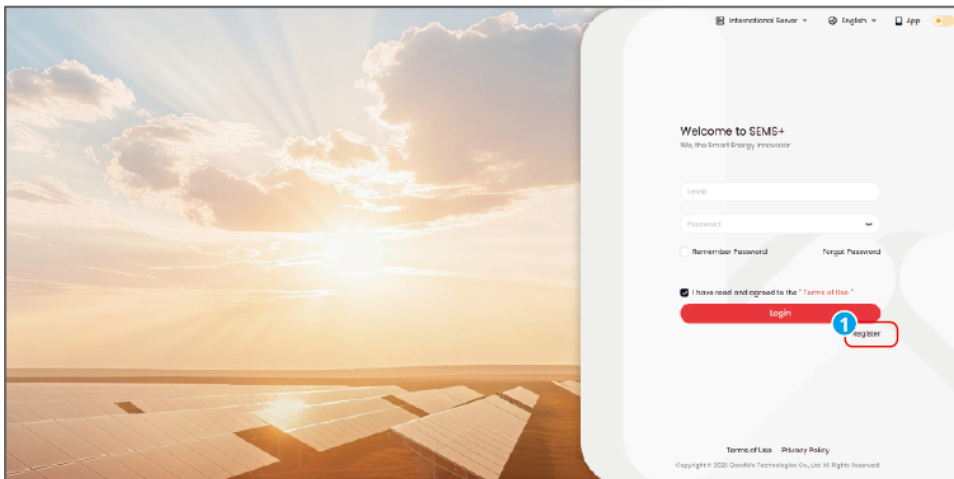 International Server English App
Welcome to SEMS+
We, the Smart Energy Innovator
Email
Password
Remember Password Forgot Password
I have read and agreed to the " Terms of Use "
Login
1
Register
Terms of Use Privacy Policy
Copyright © 2025 GoodWe Technologies Co., Ltd. All Rights Reserved.